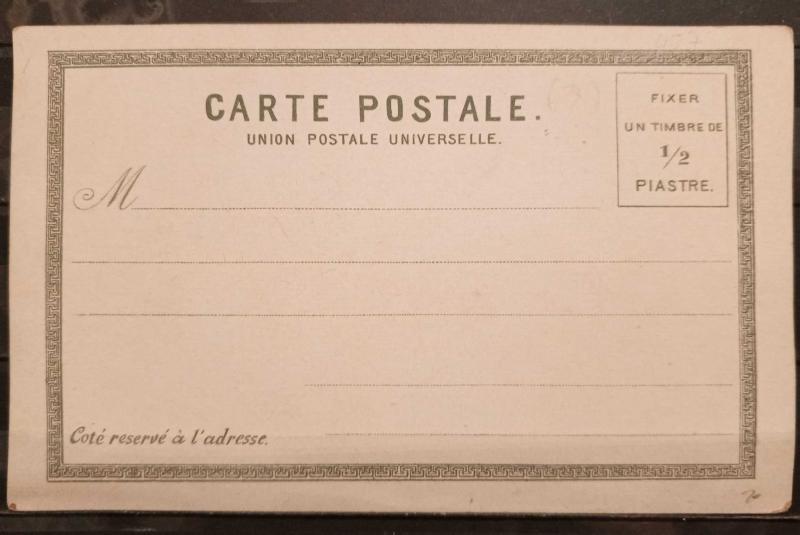 CARTE POSTALE.
UNION POSTALE UNIVERSELLE.
FIXER
UN TIMBRE DE
1/2
PIASTRE.
M
Coté reservé à l'adresse.